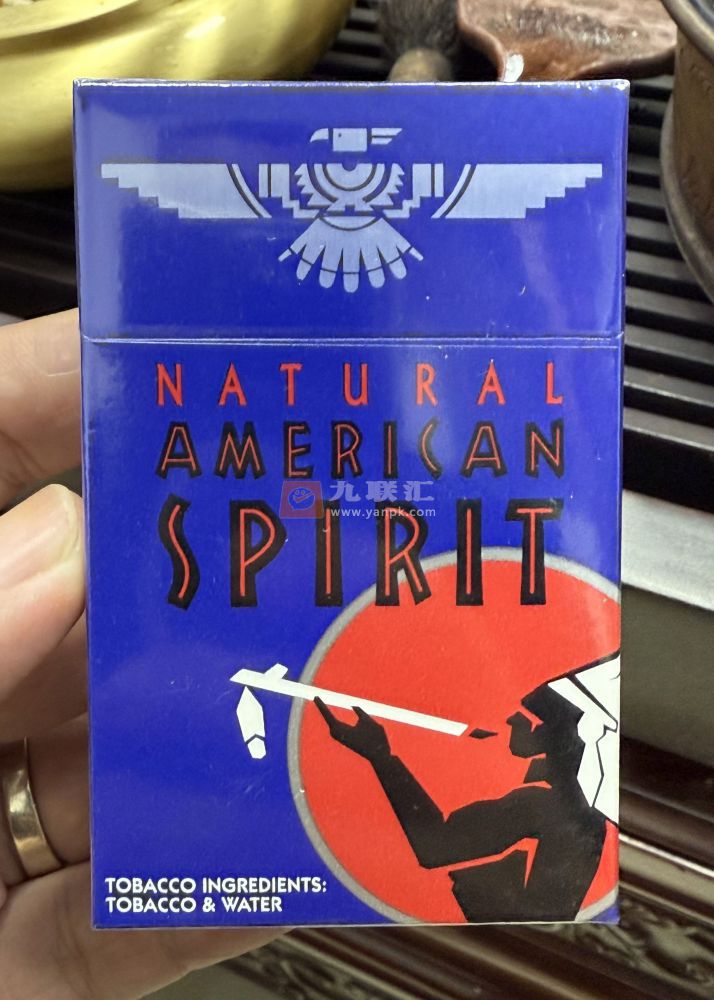 NATURAL
AMERICAN
九联汇
www.yanpk.com
SPIRIT
TOBACCO INGREDIENTS:
TOBACCO & WATER